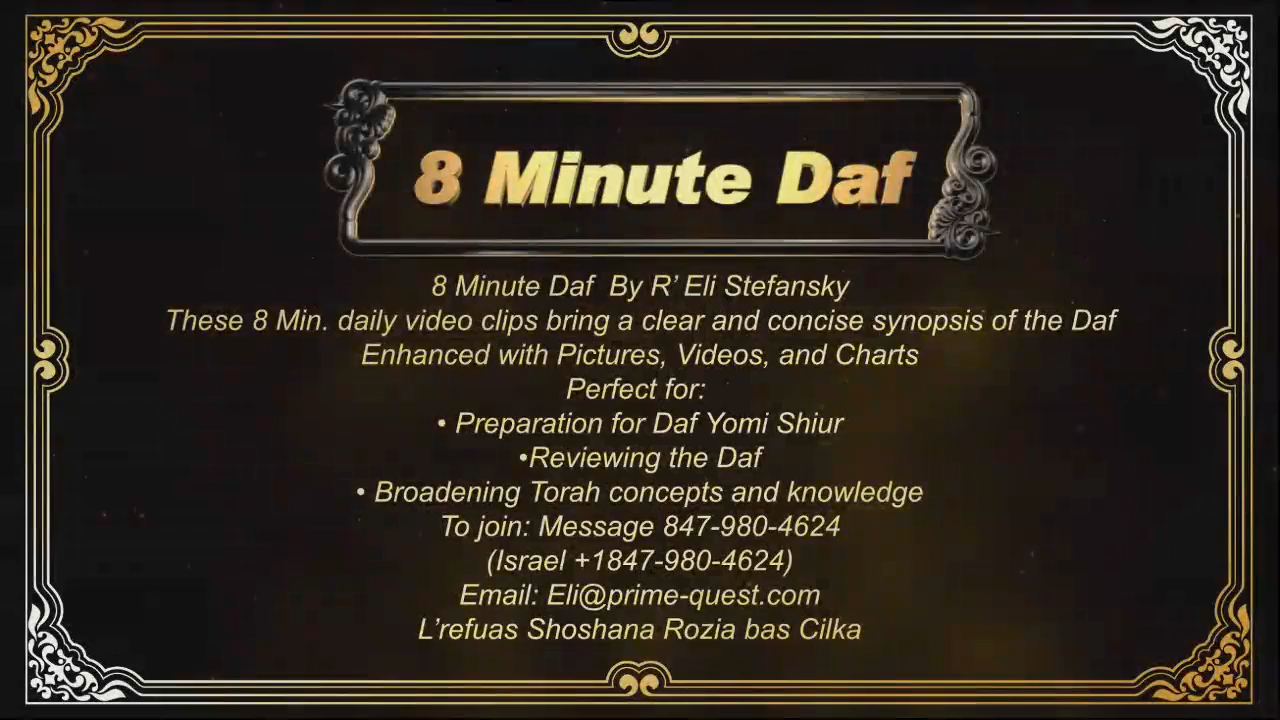 8 Minute Daf
8 Minute Daf By R’ Eli Stefansky
These 8 Min. daily video clips bring a clear and concise synopsis of the Daf
Enhanced with Pictures, Videos, and Charts
Perfect for:
• Preparation for Daf Yomi Shiur
•Reviewing the Daf
• Broadening Torah concepts and knowledge
To join: Message 847-980-4624
(Israel +1847-980-4624)
Email: Eli@prime-quest.com
L’refuas Shoshana Rozia bas Cilka